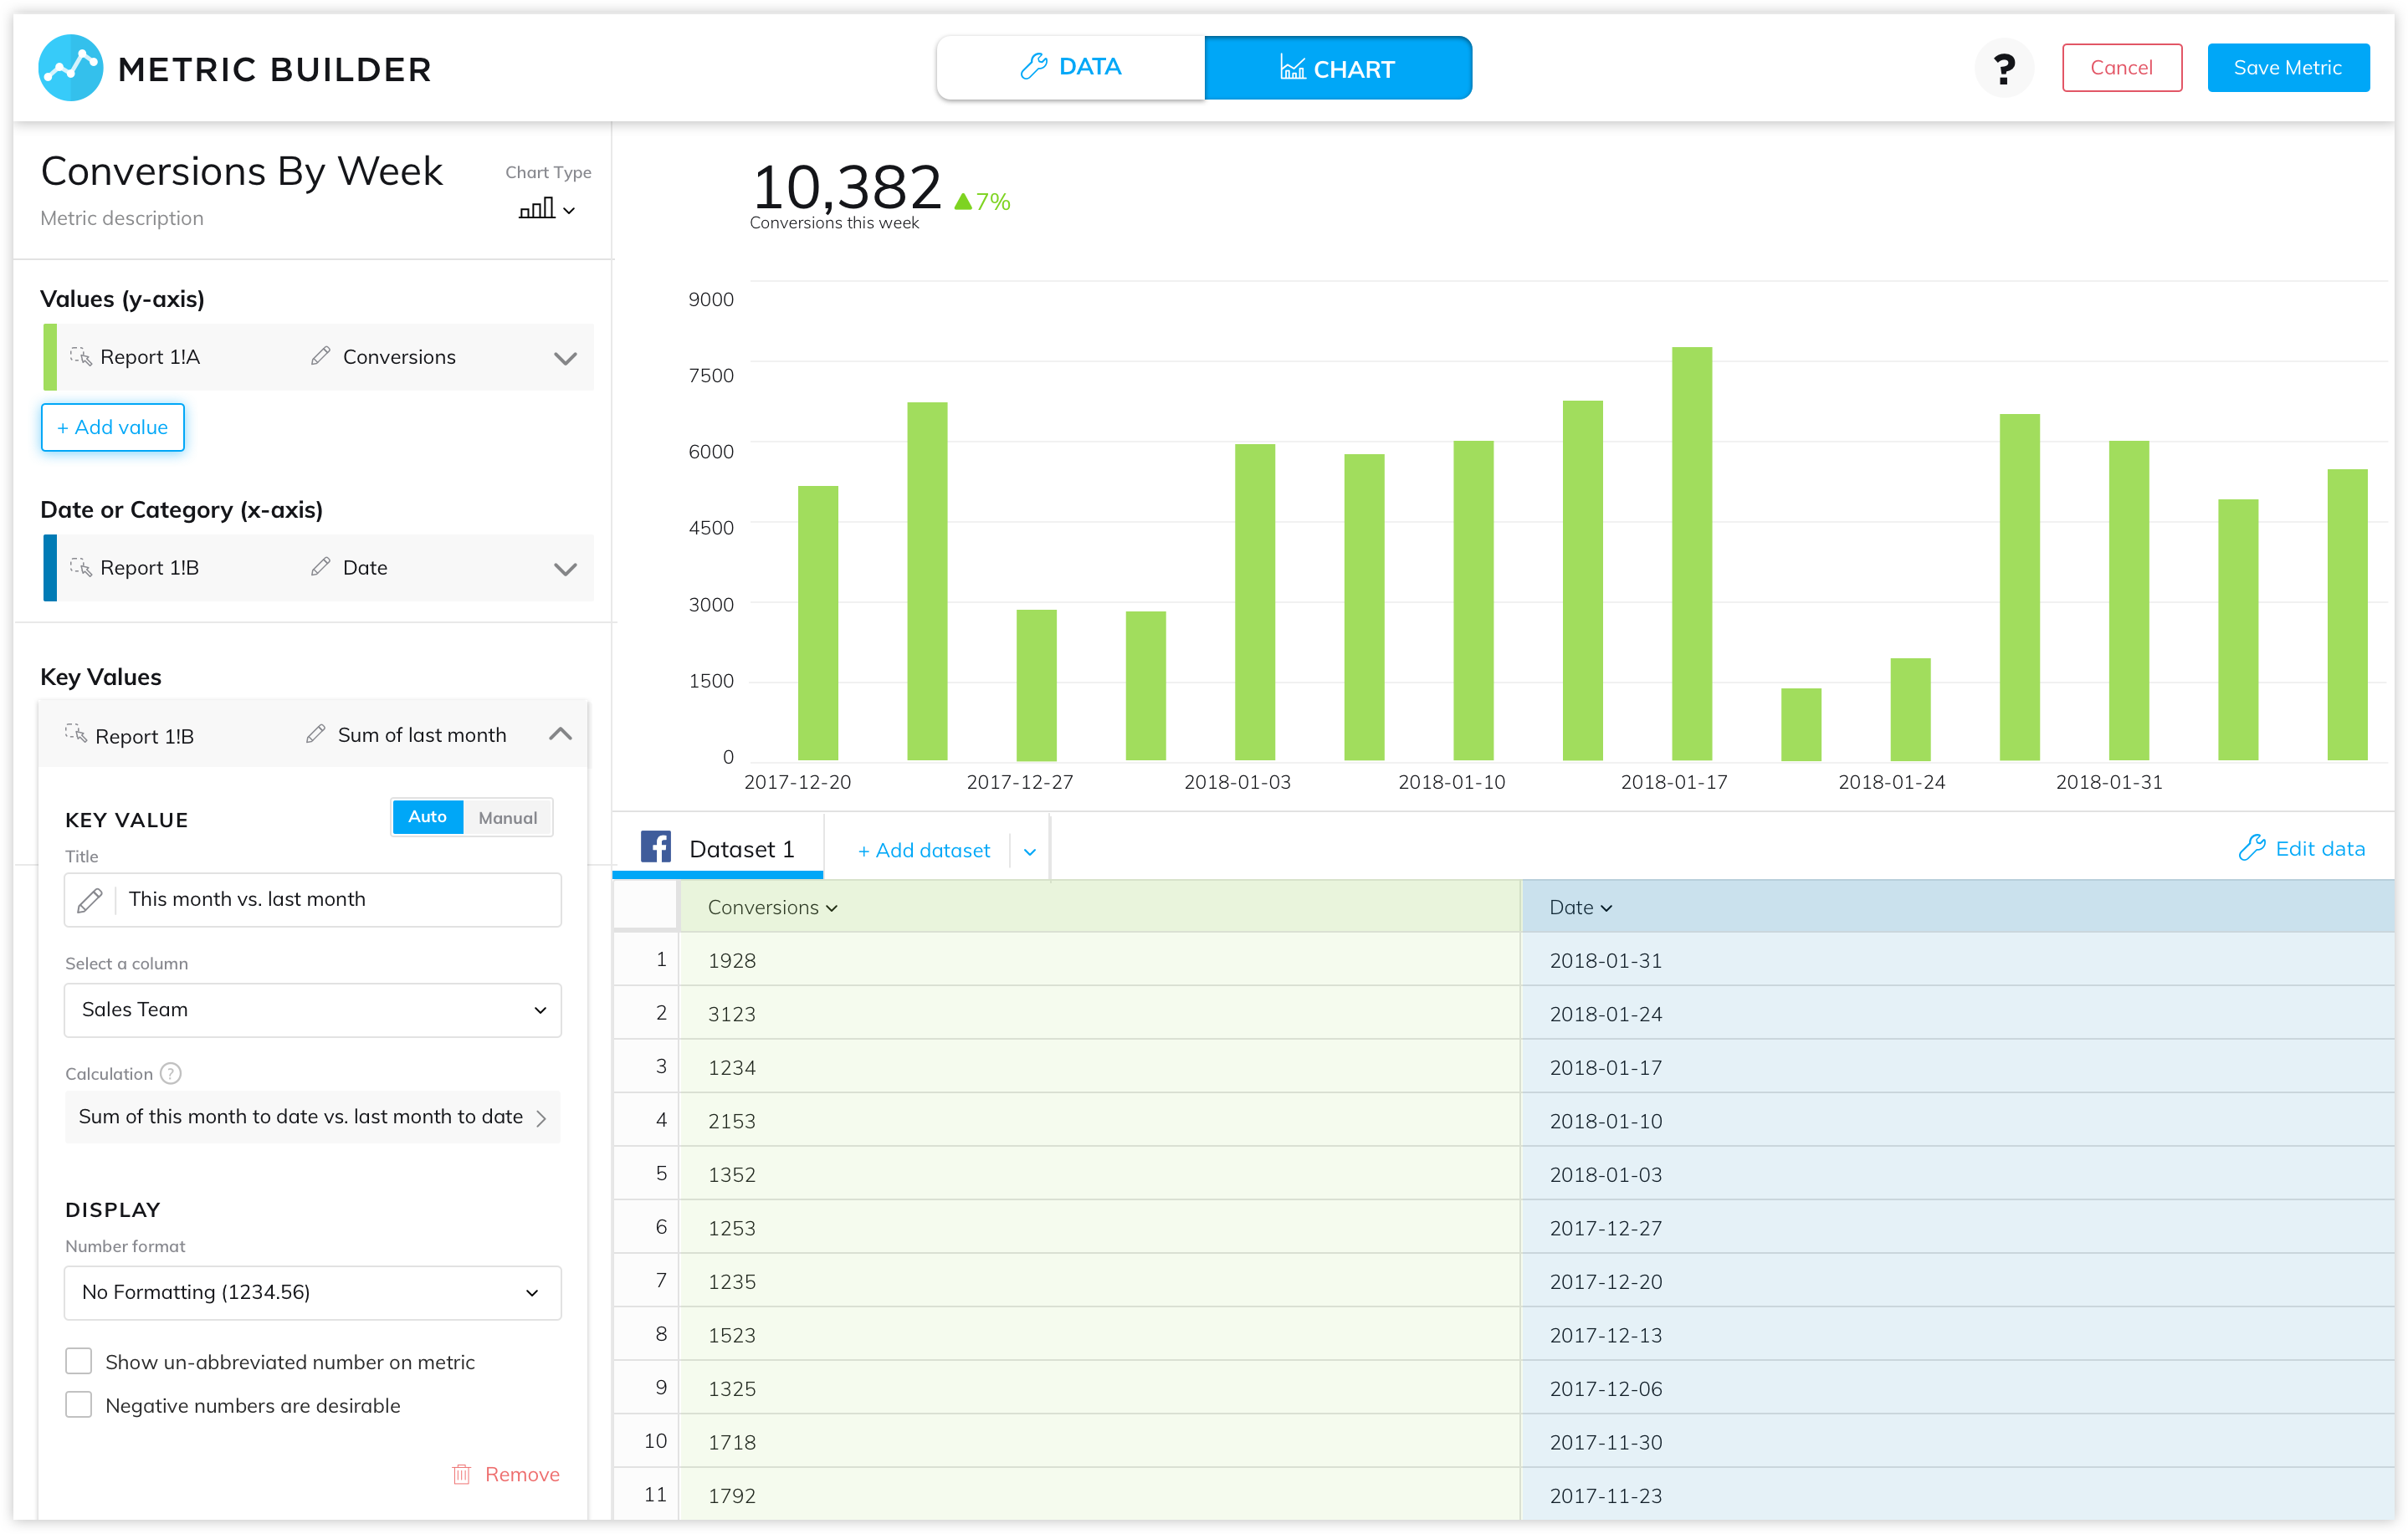 METRIC BUILDER
DATA
CHART
?
Cancel
Save Metric
Conversions By Week
Chart Type
Metric description
Values (y-axis)
Report 1!A
Conversions
+ Add value
Date or Category (x-axis)
Report 1!B
Date
Key Values
Report 1!B
Sum of last month
KEY VALUE
Auto
Manual
Title
This month vs. last month
Select a column
Sales Team
Calculation ?
Sum of this month to date vs. last month to date
DISPLAY
Number format
No Formatting (1234.56)
Show un-abbreviated number on metric
Negative numbers are desirable
Remove
10,382 ▲7%
Conversions this week
9000
7500
6000
4500
3000
1500
0
2017-12-20 2017-12-27 2018-01-03 2018-01-10 2018-01-17 2018-01-24 2018-01-31
f Dataset 1
+ Add dataset
Edit data
Conversions Date
1 1928 2018-01-31
2 3123 2018-01-24
3 1234 2018-01-17
4 2153 2018-01-10
5 1352 2018-01-03
6 1253 2017-12-27
7 1235 2017-12-20
8 1523 2017-12-13
9 1325 2017-12-06
10 1718 2017-11-30
11 1792 2017-11-23